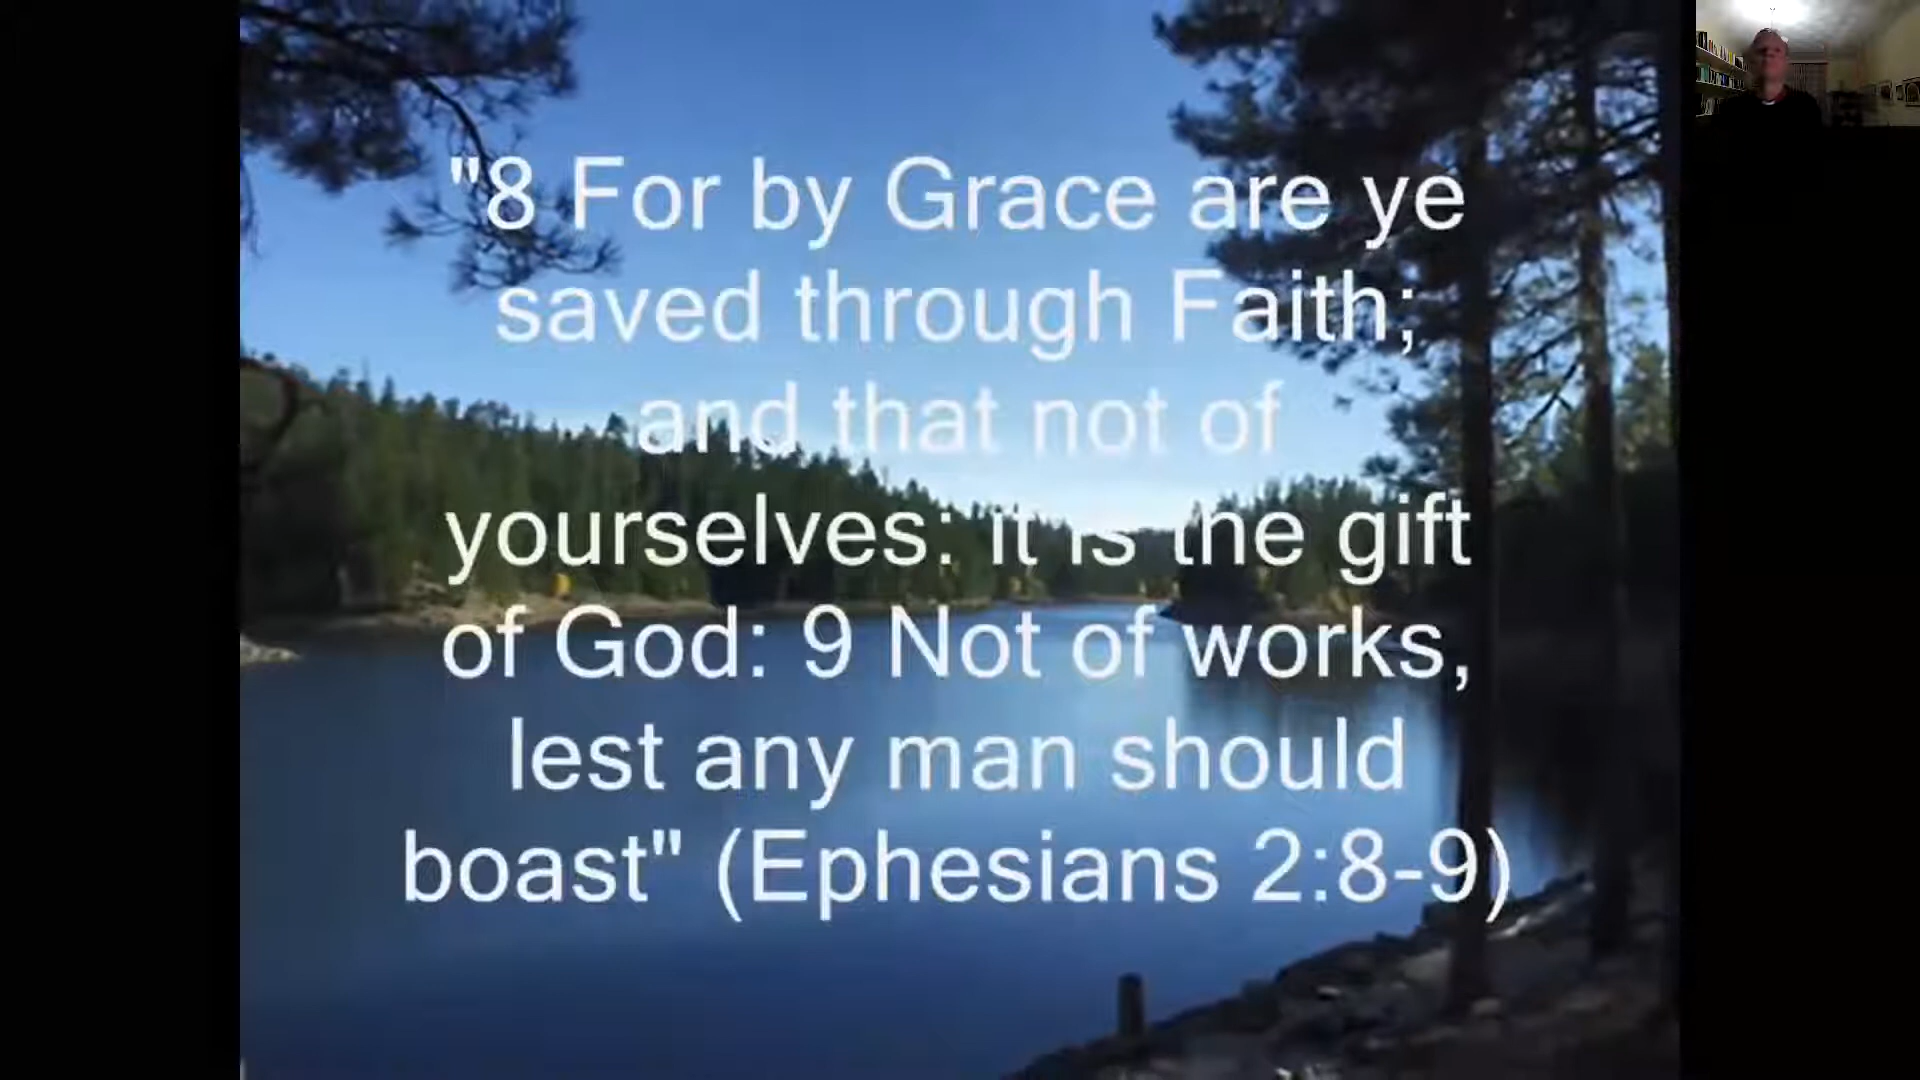 "8 For by Grace are ye
saved through Faith;
and that not of
yourselves: it is the gift
of God: 9 Not of works,
lest any man should
boast" (Ephesians 2:8-9)